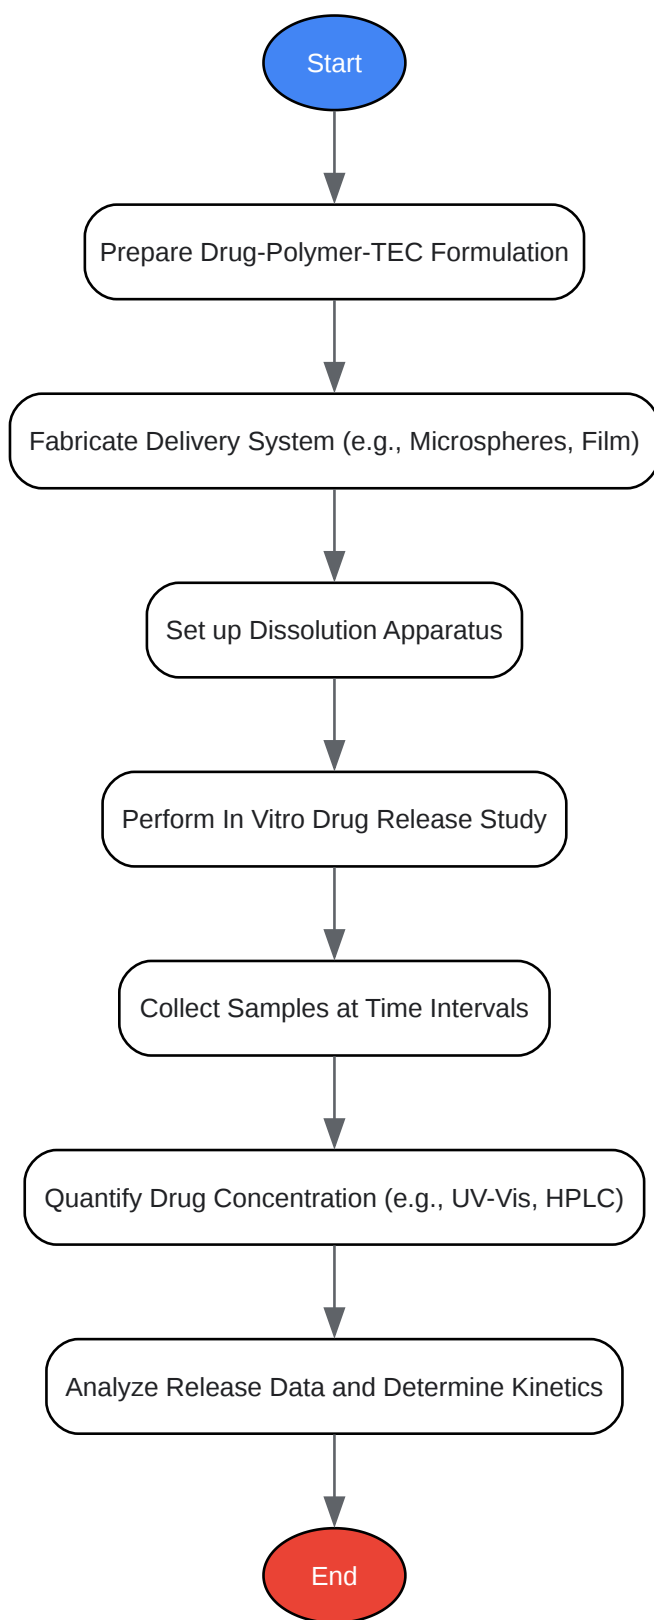 Start
Prepare Drug-Polymer-TEC Formulation
Fabricate Delivery System (e.g., Microspheres, Film)
Set up Dissolution Apparatus
Perform In Vitro Drug Release Study
Collect Samples at Time Intervals
Quantify Drug Concentration (e.g., UV-Vis, HPLC)
Analyze Release Data and Determine Kinetics
End